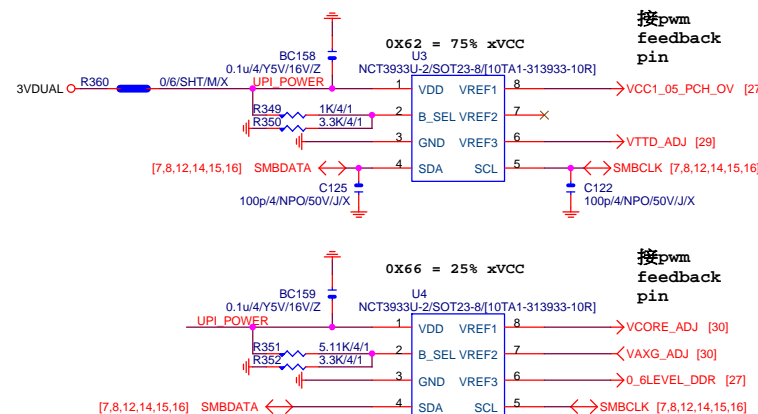 接pwm
feedback
pin
BC158
0.1u/4/Y5V/16V/Z
0X62 = 75% xVCC
U3
NCT3933U-2/SOT23-8/[10TA1-313933-10R]
3VDUAL
R360
0/6/SHT/M/X
UPI_POWER
1 VDD VREF1 8
VCC1_05_PCH_OV [27
R349 1K/4/1
2 B_SEL VREF2 7
R350 3.3K/4/1
3 GND VREF3 6
VTTD_ADJ [29]
[7,8,12,14,15,16] SMBDATA
4 SDA SCL 5
SMBCLK [7,8,12,14,15,16]
C125
100p/4/NPO/50V/J/X
C122
100p/4/NPO/50V/J/X
接pwm
feedback
pin
BC159
0.1u/4/Y5V/16V/Z
0X66 = 25% xVCC
U4
NCT3933U-2/SOT23-8/[10TA1-313933-10R]
UPI_POWER
1 VDD VREF1 8
VCORE_ADJ [30]
R351 5.11K/4/1
2 B_SEL VREF2 7
VAXG_ADJ [30]
R352 3.3K/4/1
3 GND VREF3 6
0_6LEVEL_DDR [27]
[7,8,12,14,15,16] SMBDATA
4 SDA SCL 5
SMBCLK [7,8,12,14,15,16]